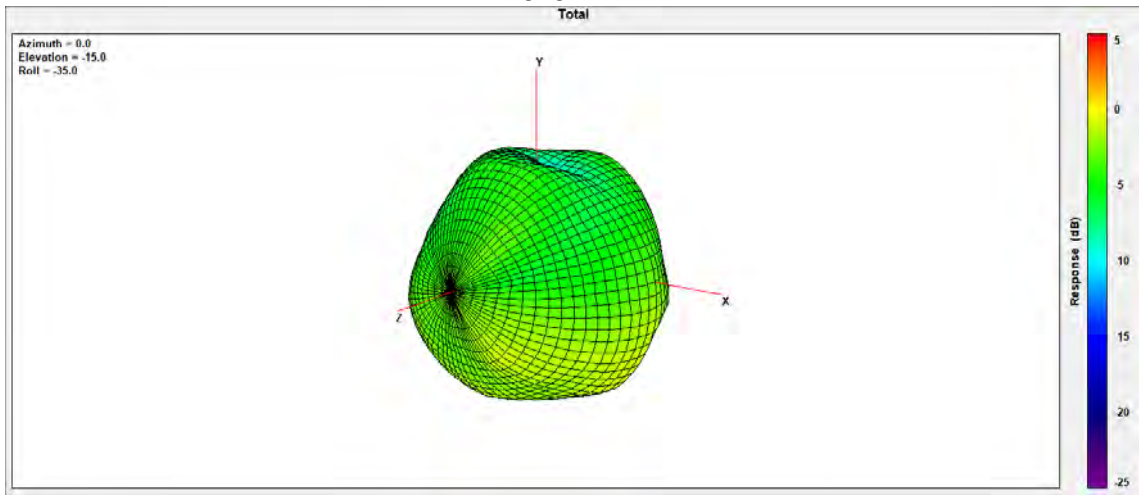 Total
Azimuth = 0.0
Elevation = -15.0
Roll = -35.0
Y
X
Z
5
0
-5
-10
-15
-20
-25
Response (dB)